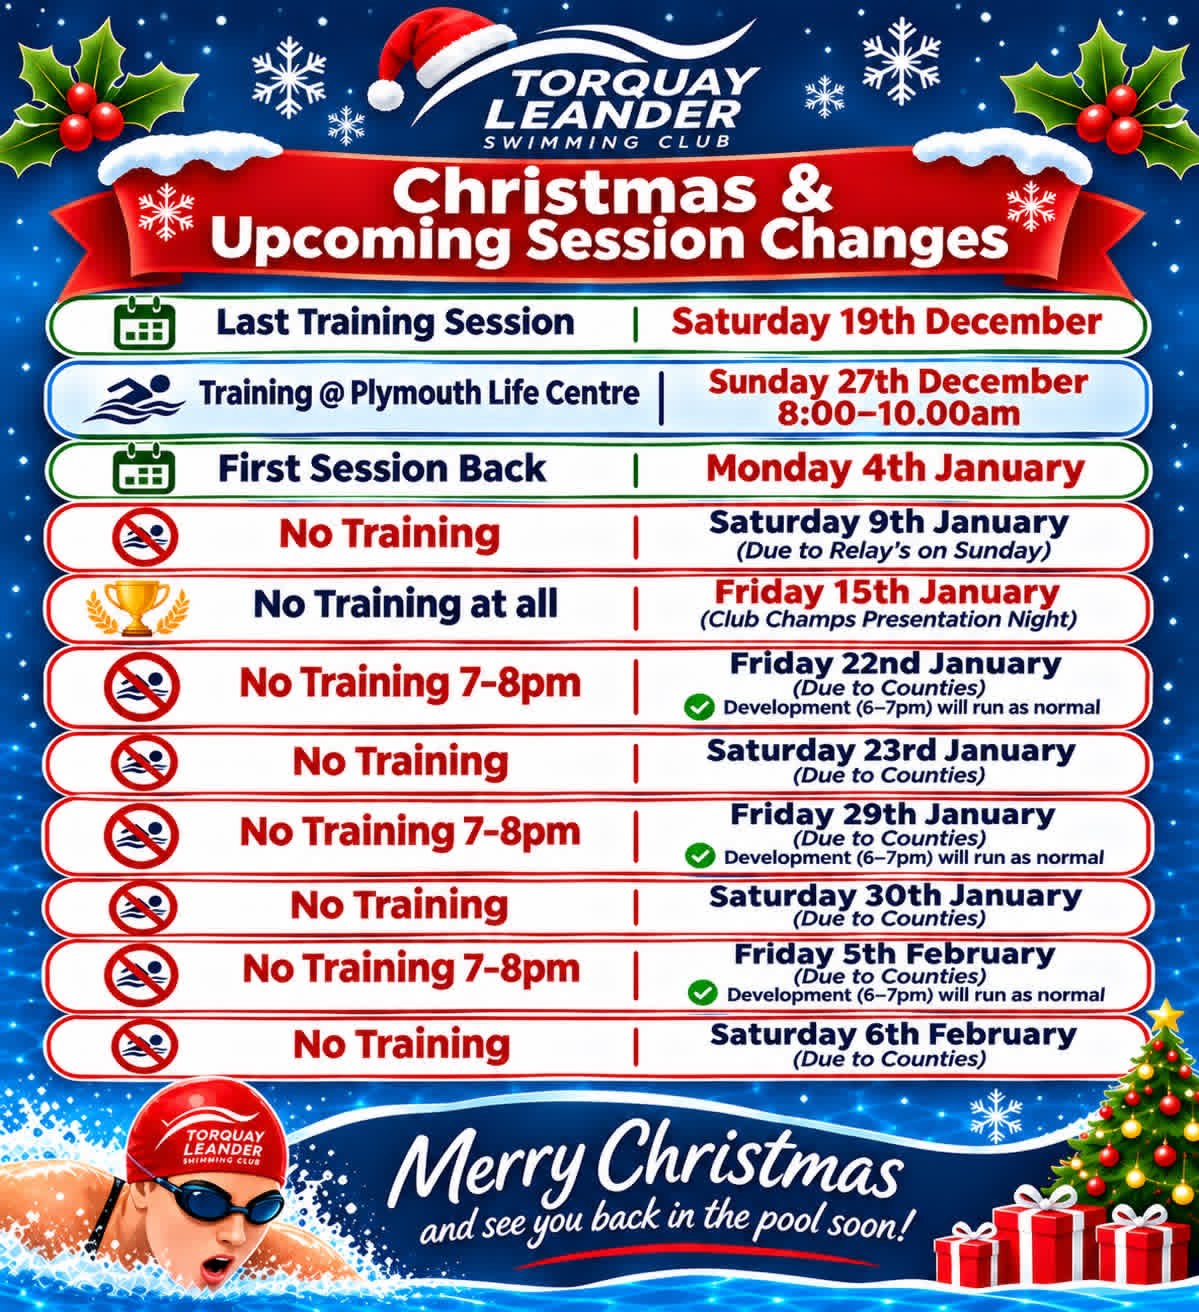 TORQUAY
LEANDER
SWIMMING CLUB
Christmas &
Upcoming Session Changes
Last Training Session
Saturday 19th December
Training @ Plymouth Life Centre
Sunday 27th December
8:00–10.00am
First Session Back
Monday 4th January
No Training
Saturday 9th January
(Due to Relay's on Sunday)
No Training at all
Friday 15th January
(Club Champs Presentation Night)
No Training 7–8pm
Friday 22nd January
(Due to Counties)
Development (6–7pm) will run as normal
No Training
Saturday 23rd January
(Due to Counties)
No Training 7–8pm
Friday 29th January
(Due to Counties)
Development (6–7pm) will run as normal
No Training
Saturday 30th January
(Due to Counties)
No Training 7–8pm
Friday 5th February
(Due to Counties)
Development (6–7pm) will run as normal
No Training
Saturday 6th February
(Due to Counties)
TORQUAY
LEANDER
SWIMMING CLUB
Merry Christmas
and see you back in the pool soon!